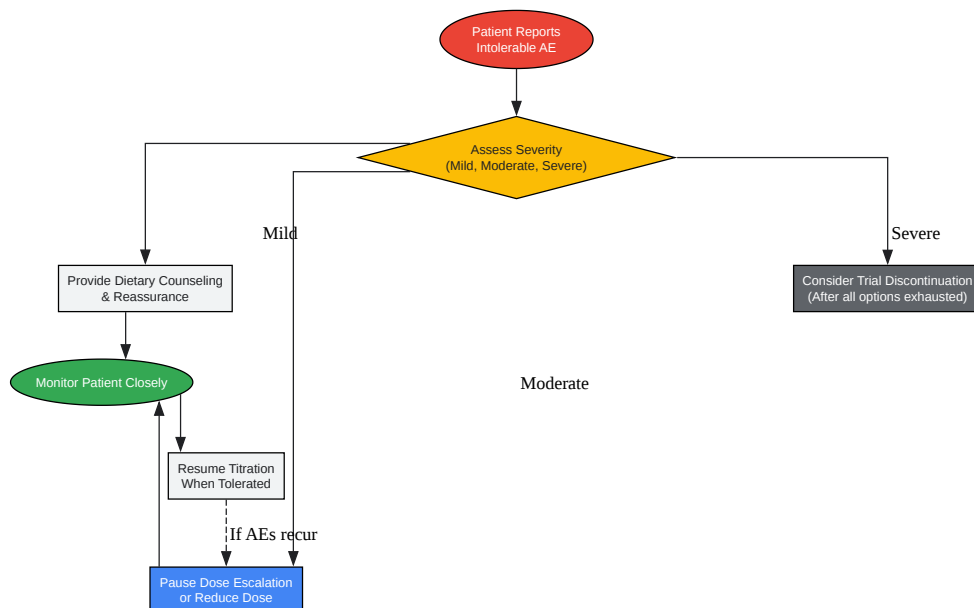 Patient Reports
Intolerable AE
Assess Severity
(Mild, Moderate, Severe)
Mild
Severe
Provide Dietary Counseling
& Reassurance
Consider Trial Discontinuation
(After all options exhausted)
Monitor Patient Closely
Moderate
Resume Titration
When Tolerated
If AEs recur
Pause Dose Escalation
or Reduce Dose